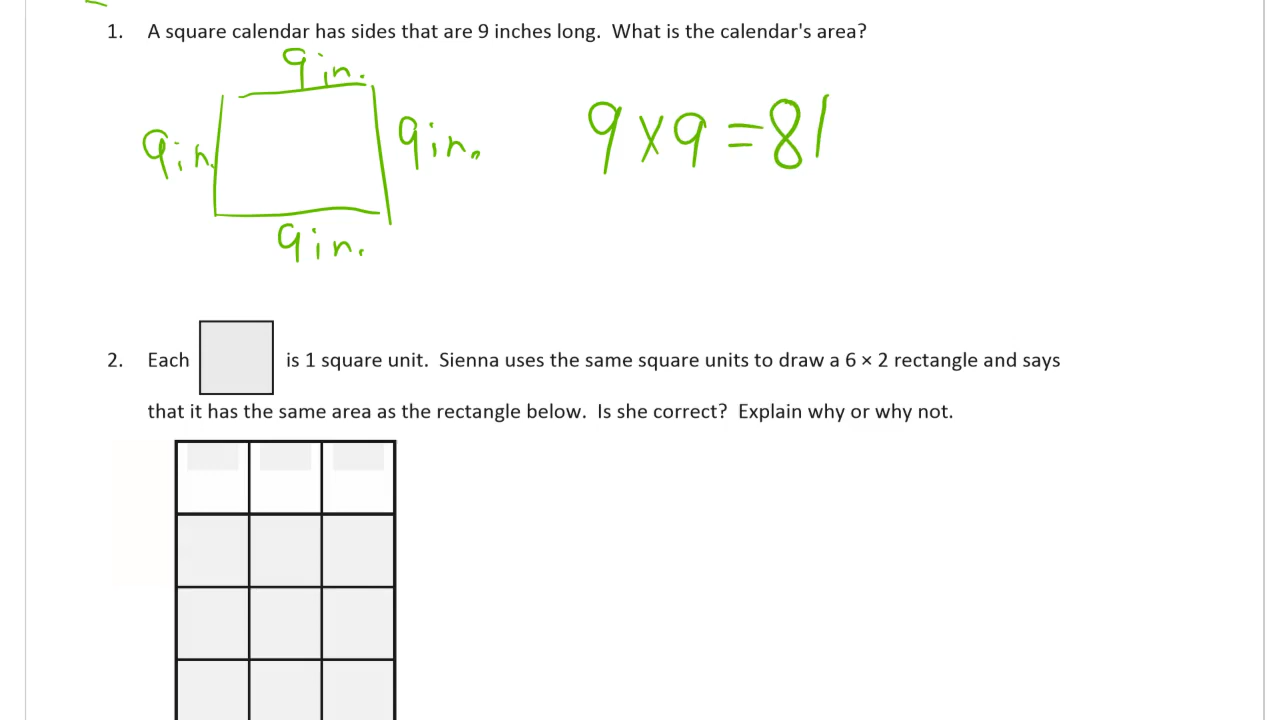 1. A square calendar has sides that are 9 inches long. What is the calendar's area?
9 in.
9 in.
9 in.
9 × 9 = 81
9 in.
2. Each is 1 square unit. Sienna uses the same square units to draw a 6 × 2 rectangle and says
that it has the same area as the rectangle below. Is she correct? Explain why or why not.